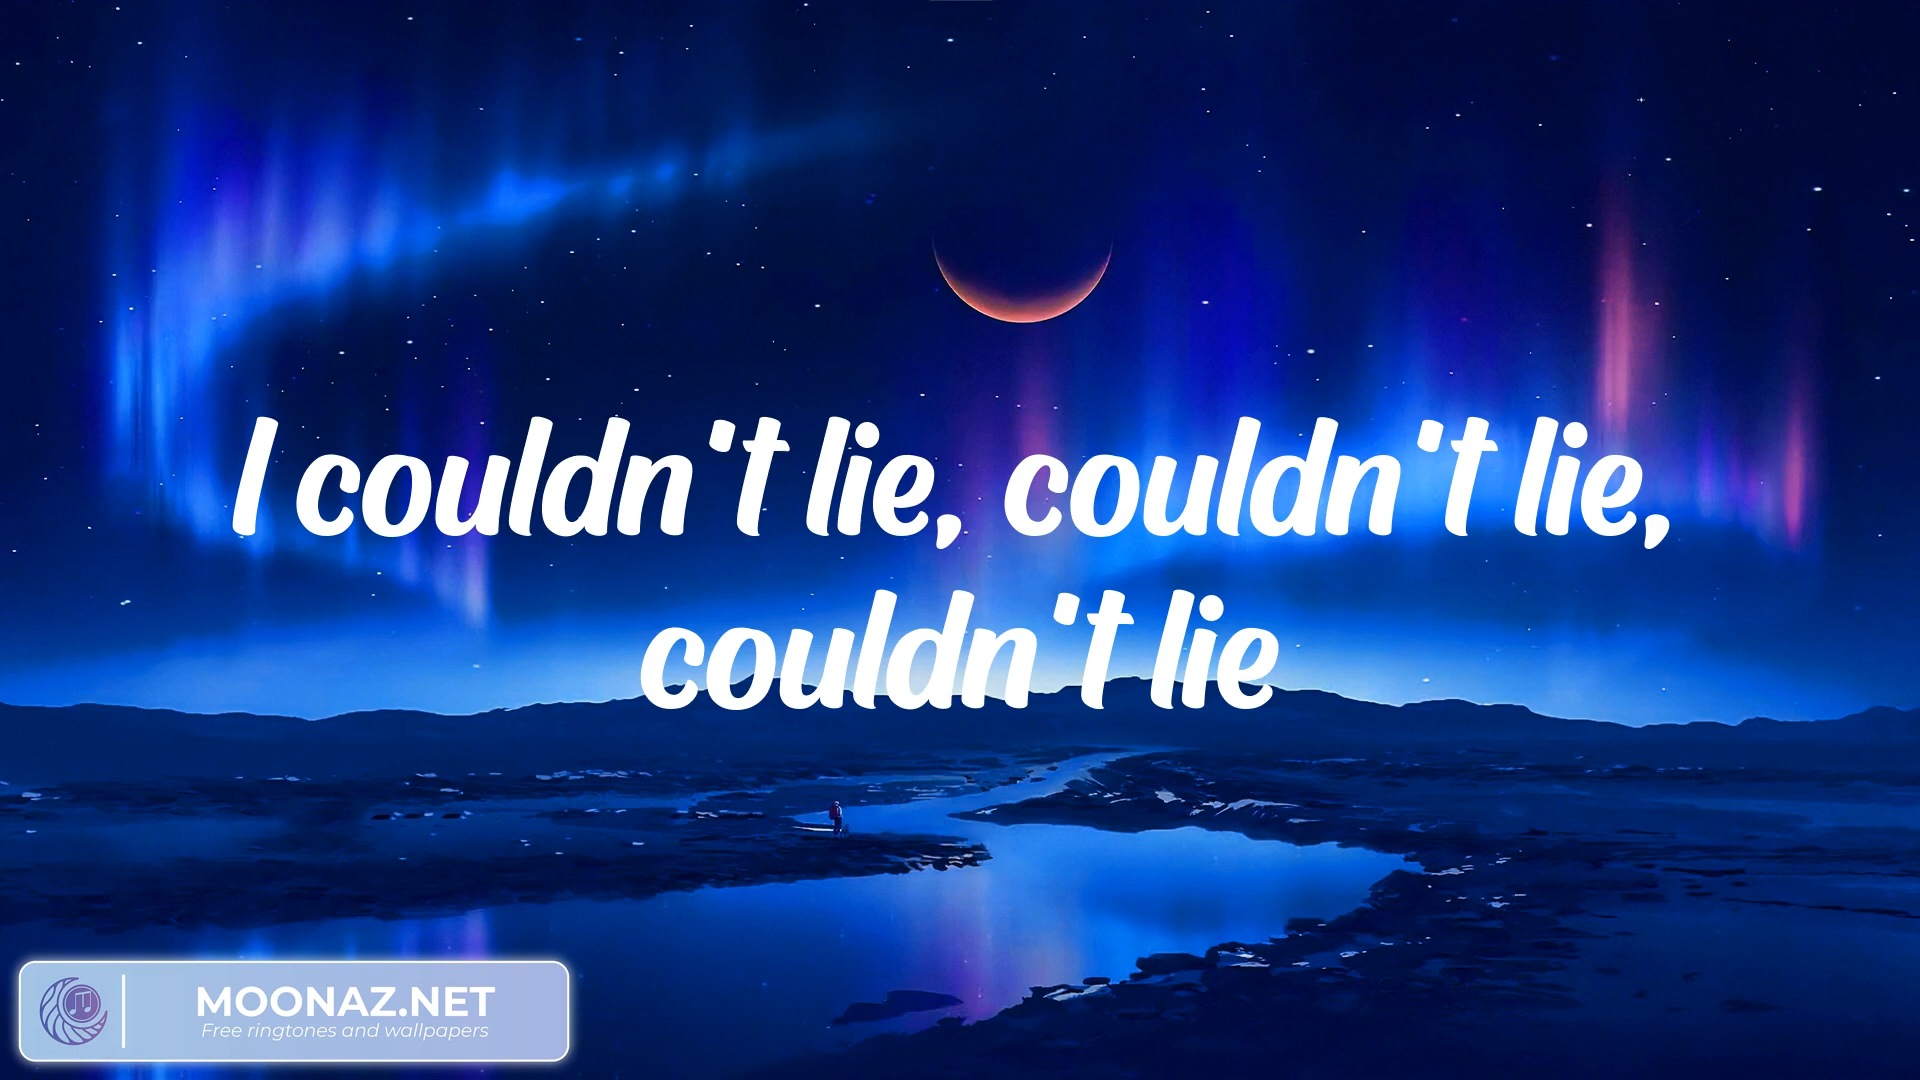 I couldn't lie, couldn't lie,
couldn't lie
MOONAZ.NET
Free ringtones and wallpapers